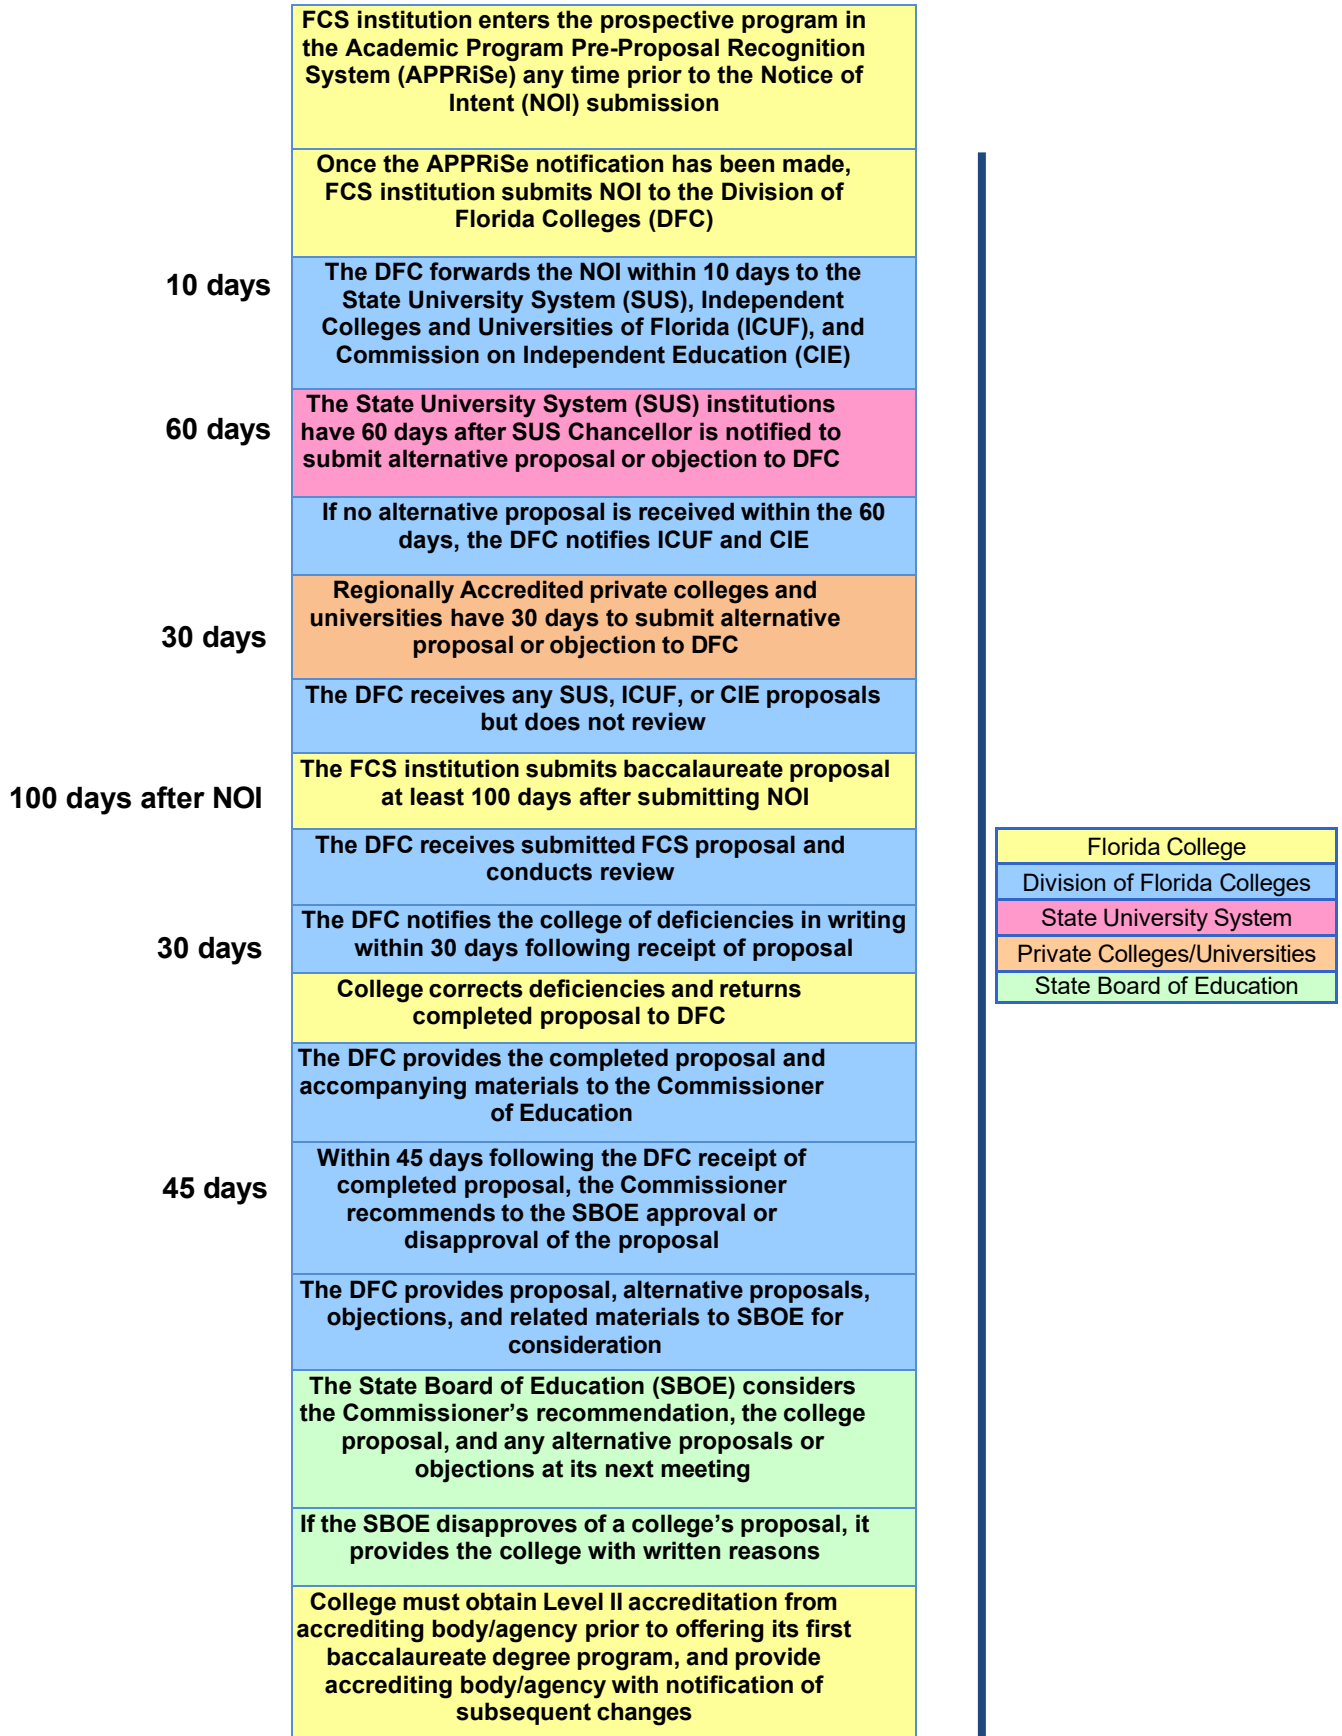 FCS institution enters the prospective program in
the Academic Program Pre-Proposal Recognition
System (APPRiSe) any time prior to the Notice of
Intent (NOI) submission
Once the APPRiSe notification has been made,
FCS institution submits NOI to the Division of
Florida Colleges (DFC)
10 days
The DFC forwards the NOI within 10 days to the
State University System (SUS), Independent
Colleges and Universities of Florida (ICUF), and
Commission on Independent Education (CIE)
60 days
The State University System (SUS) institutions
have 60 days after SUS Chancellor is notified to
submit alternative proposal or objection to DFC
If no alternative proposal is received within the 60
days, the DFC notifies ICUF and CIE
30 days
Regionally Accredited private colleges and
universities have 30 days to submit alternative
proposal or objection to DFC
The DFC receives any SUS, ICUF, or CIE proposals
but does not review
100 days after NOI
The FCS institution submits baccalaureate proposal
at least 100 days after submitting NOI
The DFC receives submitted FCS proposal and
conducts review
30 days
The DFC notifies the college of deficiencies in writing
within 30 days following receipt of proposal
College corrects deficiencies and returns
completed proposal to DFC
The DFC provides the completed proposal and
accompanying materials to the Commissioner
of Education
45 days
Within 45 days following the DFC receipt of
completed proposal, the Commissioner
recommends to the SBOE approval or
disapproval of the proposal
The DFC provides proposal, alternative proposals,
objections, and related materials to SBOE for
consideration
The State Board of Education (SBOE) considers
the Commissioner’s recommendation, the college
proposal, and any alternative proposals or
objections at its next meeting
If the SBOE disapproves of a college’s proposal, it
provides the college with written reasons
College must obtain Level II accreditation from
accrediting body/agency prior to offering its first
baccalaureate degree program, and provide
accrediting body/agency with notification of
subsequent changes
Florida College
Division of Florida Colleges
State University System
Private Colleges/Universities
State Board of Education